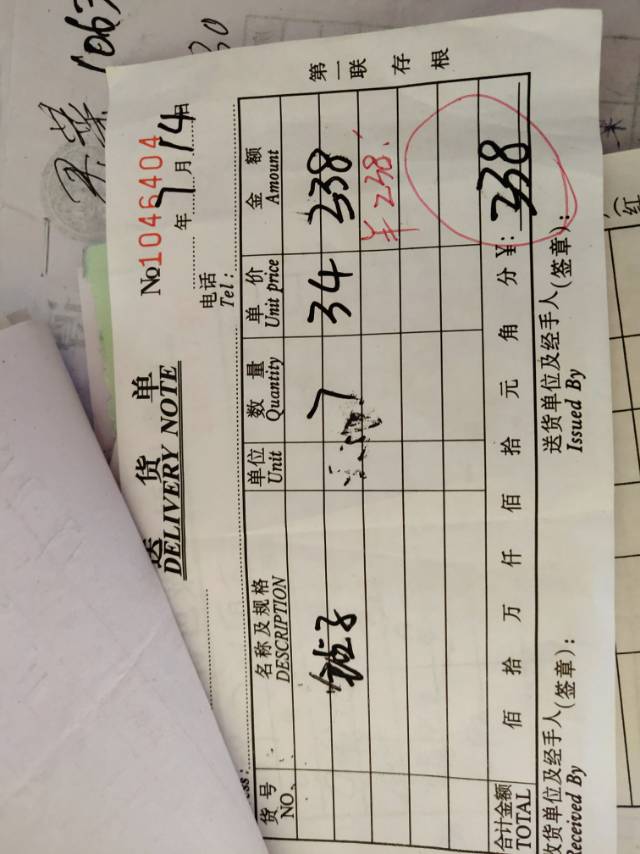 送货单
DELIVERY NOTE
No 1046404
年 7 月 14 日
电话
Tel:
第一联 存根
货号 名称及规格 单位 数量 单价 金额
NO. DESCRIPTION Unit Quantity Unit price Amount
7 34 338
¥238.
合计金额 佰 拾 万 仟 佰 拾 元 角 分 ¥: 338
TOTAL
收货单位及经手人(签章): 送货单位及经手人(签章):
Received By Issued By